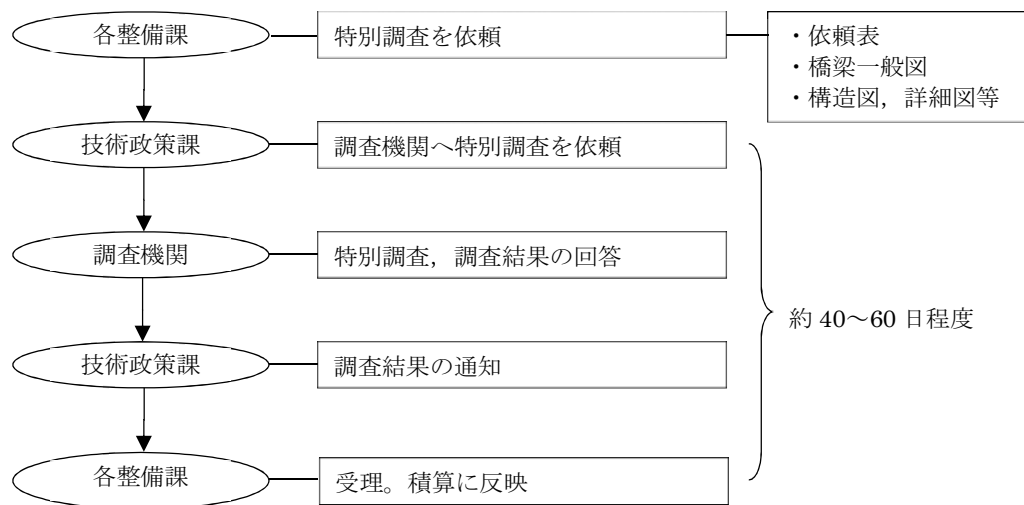 各整備課
特別調査を依頼
・依頼表
・橋梁一般図
・構造図，詳細図等
技術政策課
調査機関へ特別調査を依頼
調査機関
特別調査，調査結果の回答
約 40～60 日程度
技術政策課
調査結果の通知
各整備課
受理。積算に反映